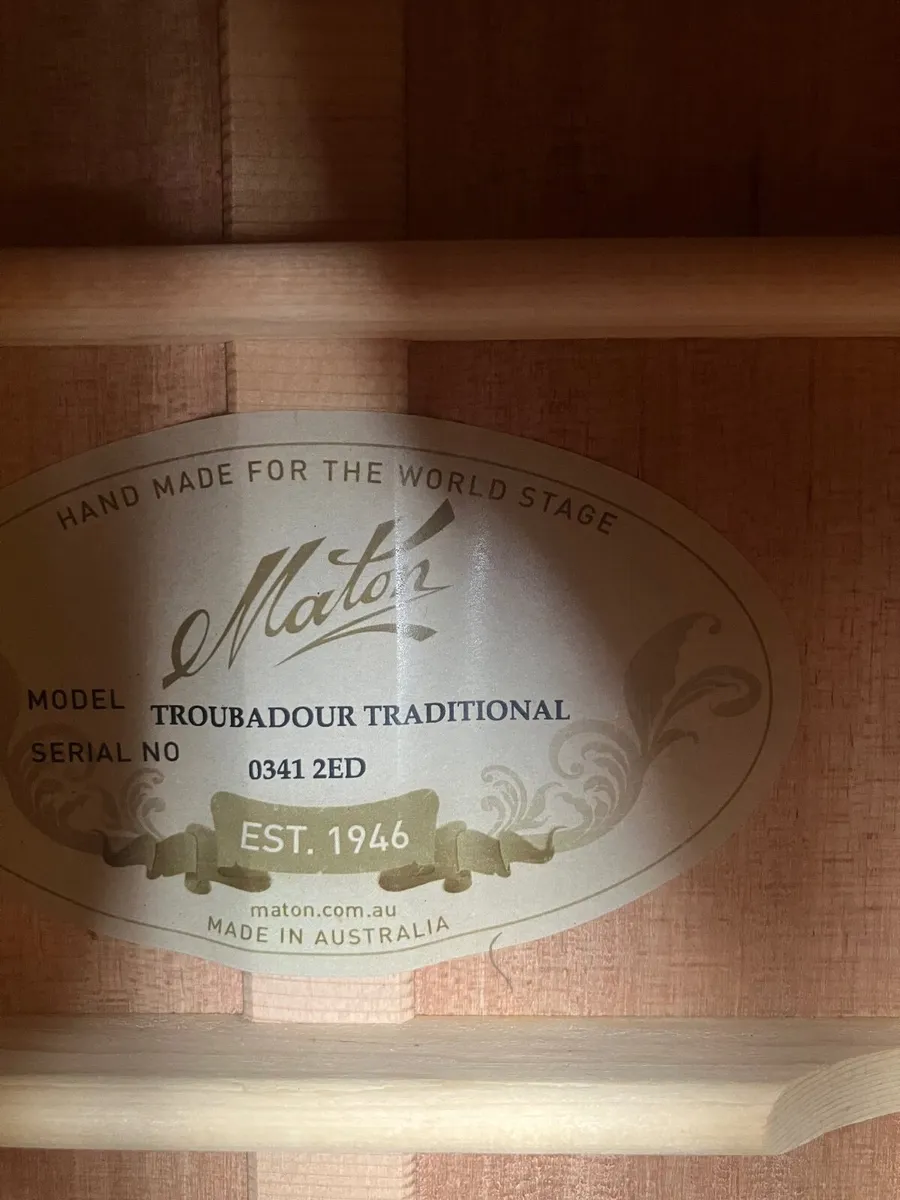 HAND MADE FOR THE WORLD STAGE
Maton
MODEL TROUBADOUR TRADITIONAL
SERIAL NO 0341 2ED
EST. 1946
maton.com.au
MADE IN AUSTRALIA